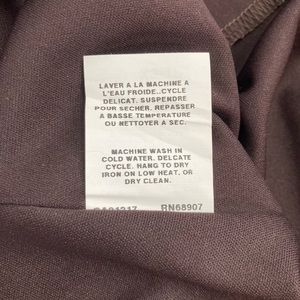 LAVER A LA MACHINE A
L'EAU FROIDE..CYCLE
DELICAT. SUSPENDRE
POUR SECHER. REPASSER
A BASSE TEMPERATURE
OU NETTOYER A SEC.
MACHINE WASH IN
COLD WATER. DELCATE
CYCLE. HANG TO DRY
IRON ON LOW HEAT, OR
DRY CLEAN.
RN68907